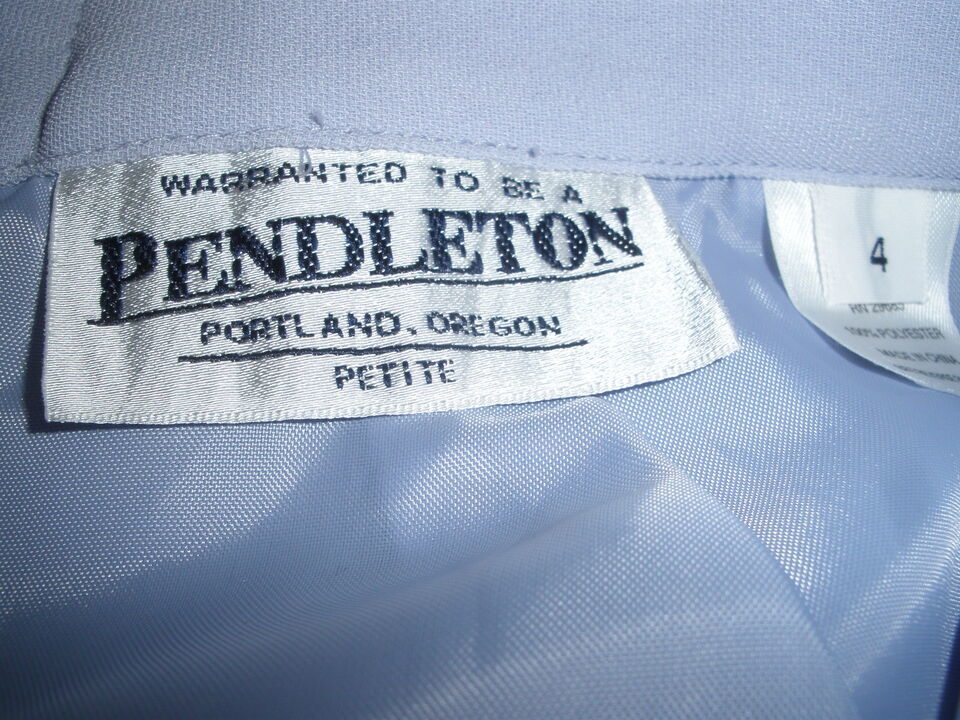 WARRANTED TO BE A
PENDLETON
PORTLAND, OREGON
PETITE
4
100% POLYESTER
MADE IN CHINA